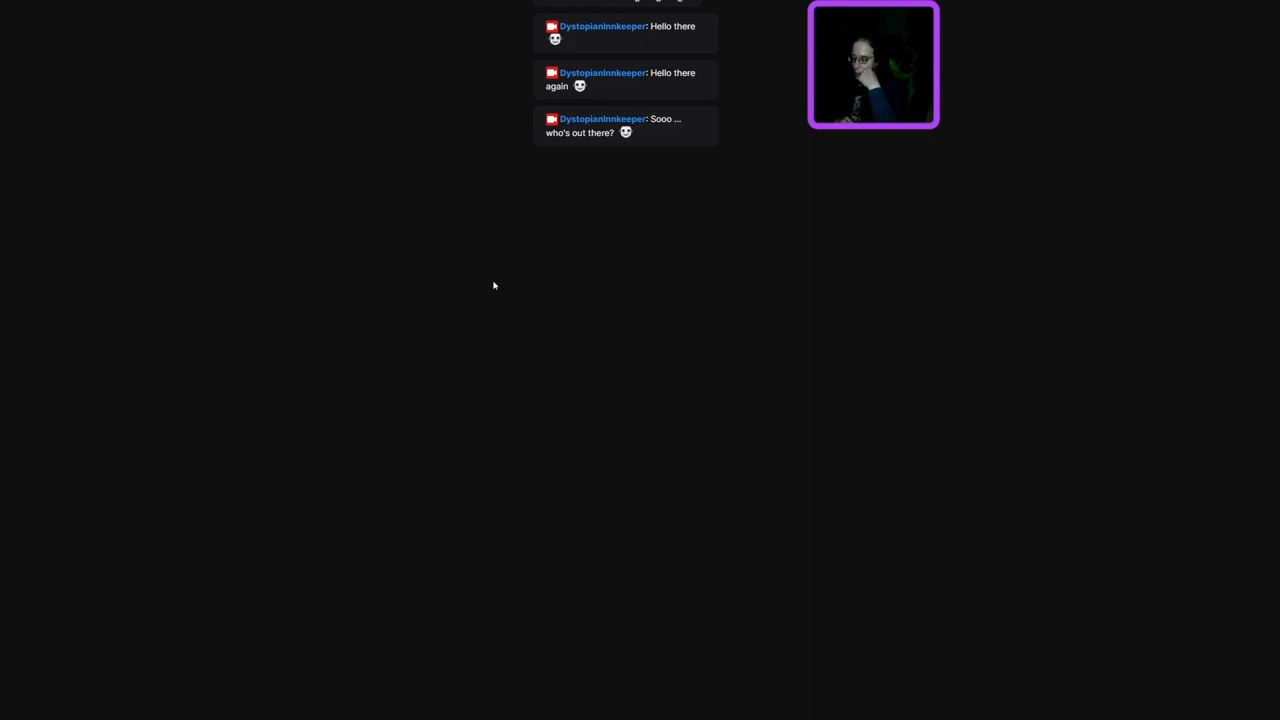 DystopianInnkeeper: Hello there
DystopianInnkeeper: Hello there
again
DystopianInnkeeper: Sooo ...
who's out there?